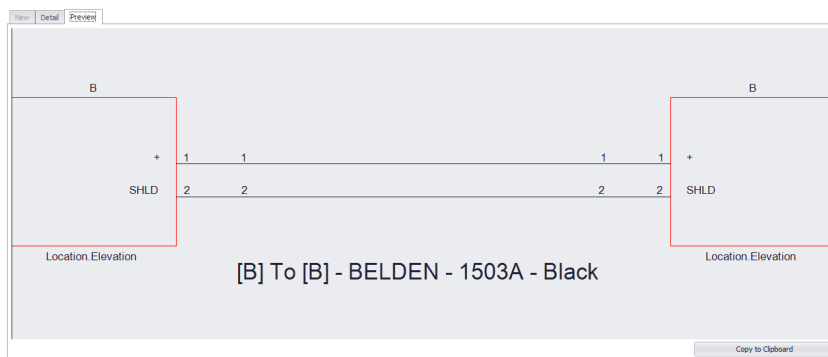 New Detail Preview
B B
+ 1 1 1 1 +
SHLD 2 2 2 2 SHLD
Location.Elevation Location.Elevation
[B] To [B] - BELDEN - 1503A - Black
Copy to Clipboard